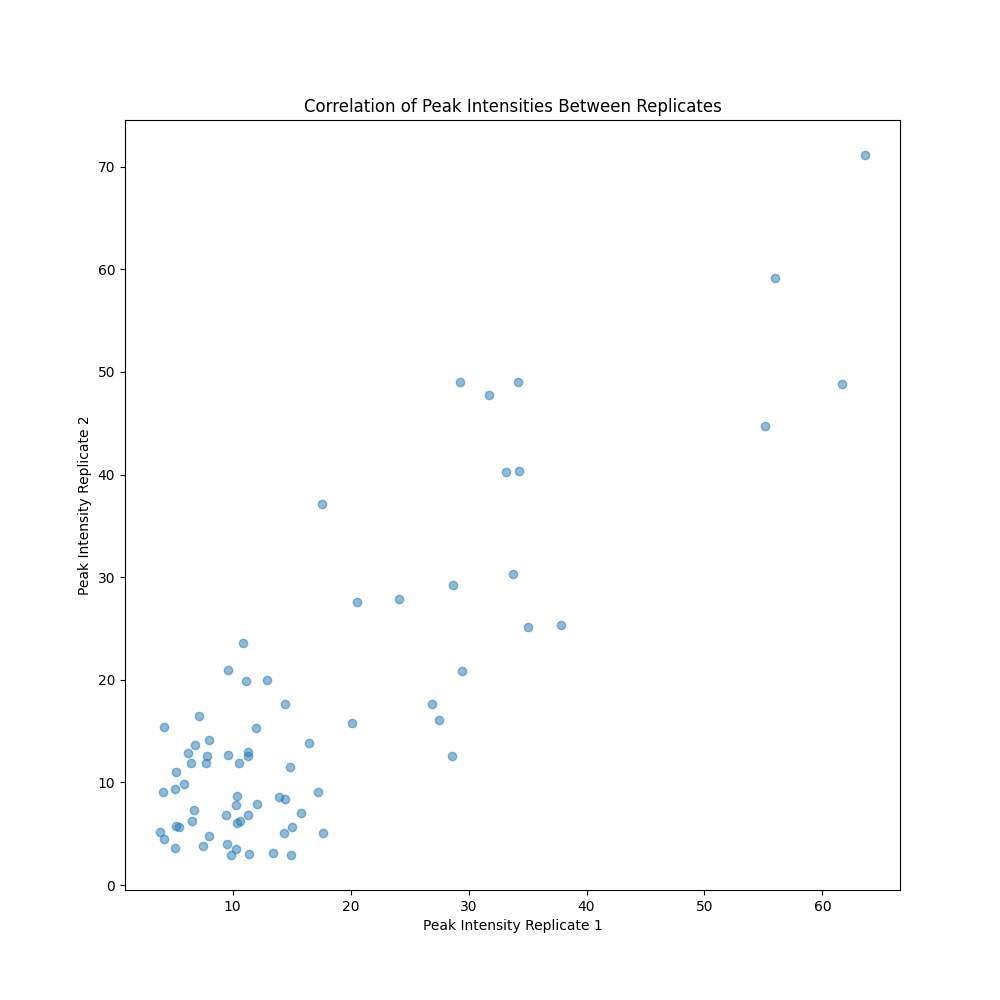 Correlation of Peak Intensities Between Replicates
70
60
50
40
30
20
10
0
Peak Intensity Replicate 2
10 20 30 40 50 60
Peak Intensity Replicate 1